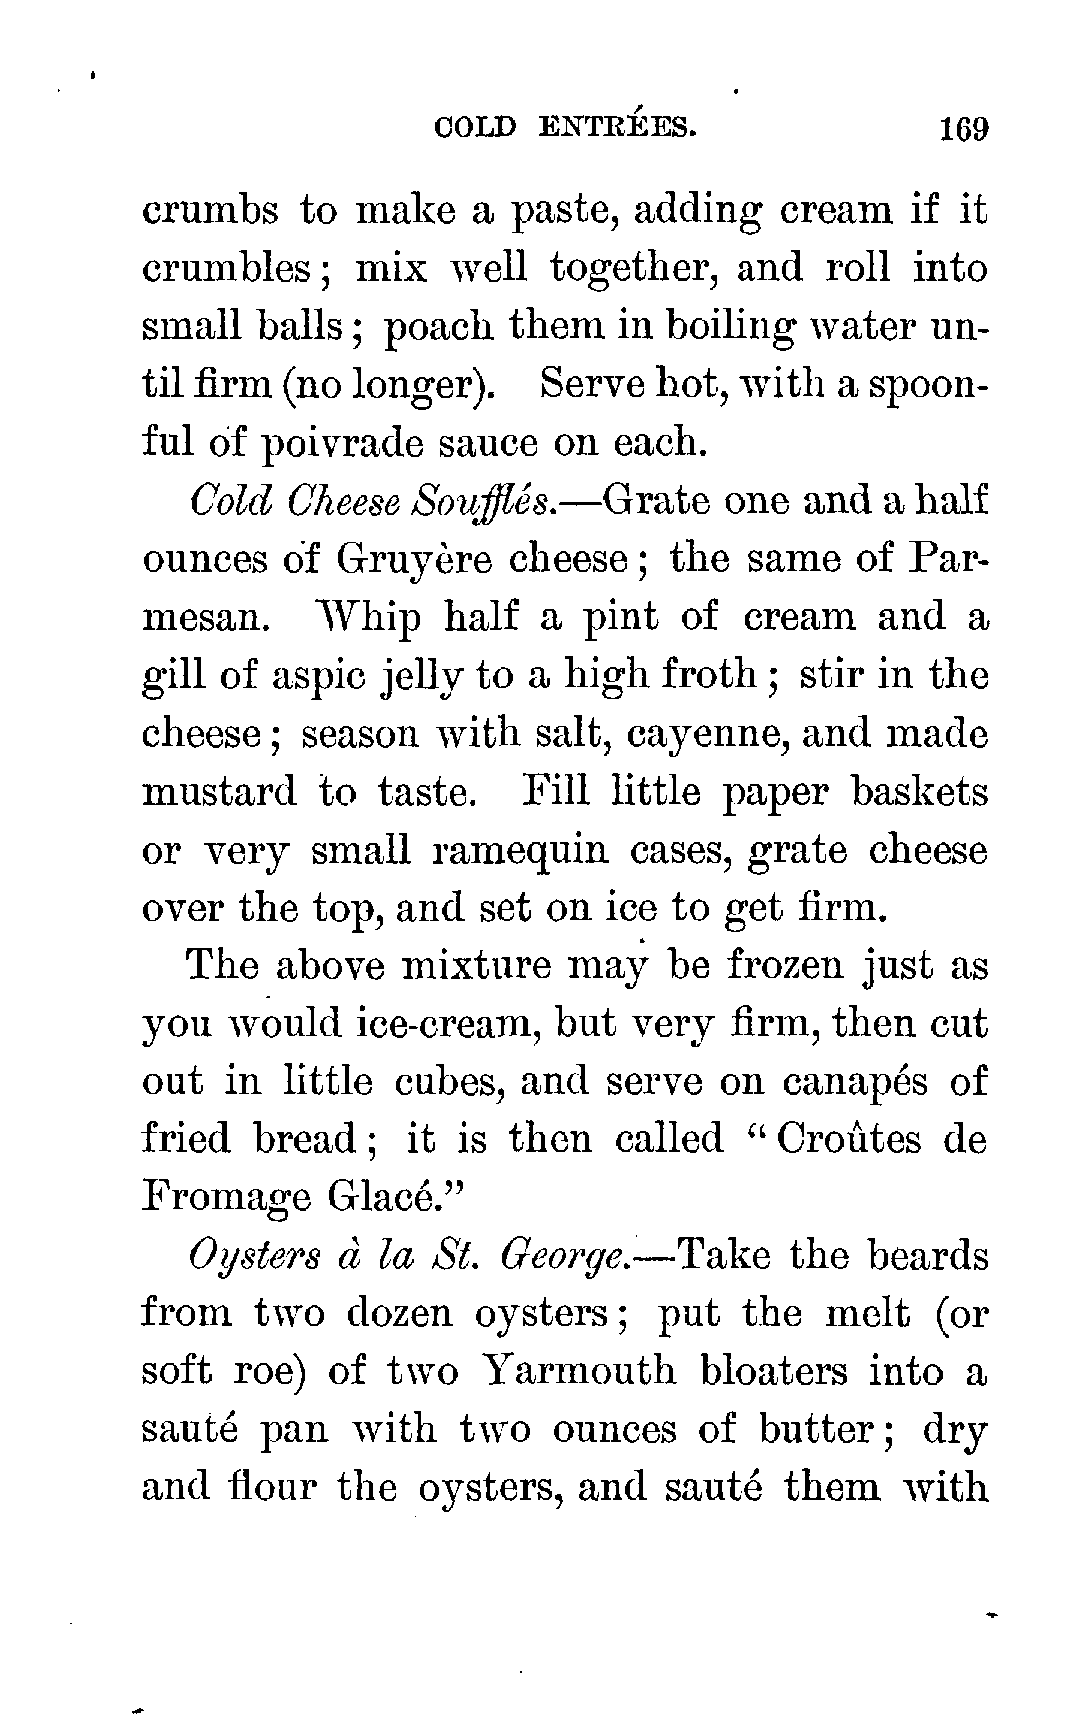 COLD ENTRÉES. 169
crumbs to make a paste, adding cream if it
crumbles; mix well together, and roll into
small balls; poach them in boiling water un-
til firm (no longer). Serve hot, with a spoon-
ful of poivrade sauce on each.
Cold Cheese Soufflés.—Grate one and a half
ounces of Gruyère cheese; the same of Par-
mesan. Whip half a pint of cream and a
gill of aspic jelly to a high froth; stir in the
cheese; season with salt, cayenne, and made
mustard to taste. Fill little paper baskets
or very small ramequin cases, grate cheese
over the top, and set on ice to get firm.
The above mixture may be frozen just as
you would ice-cream, but very firm, then cut
out in little cubes, and serve on canapés of
fried bread; it is then called “Croûtes de
Fromage Glacé.”
Oysters à la St. George.—Take the beards
from two dozen oysters; put the melt (or
soft roe) of two Yarmouth bloaters into a
sauté pan with two ounces of butter; dry
and flour the oysters, and sauté them with